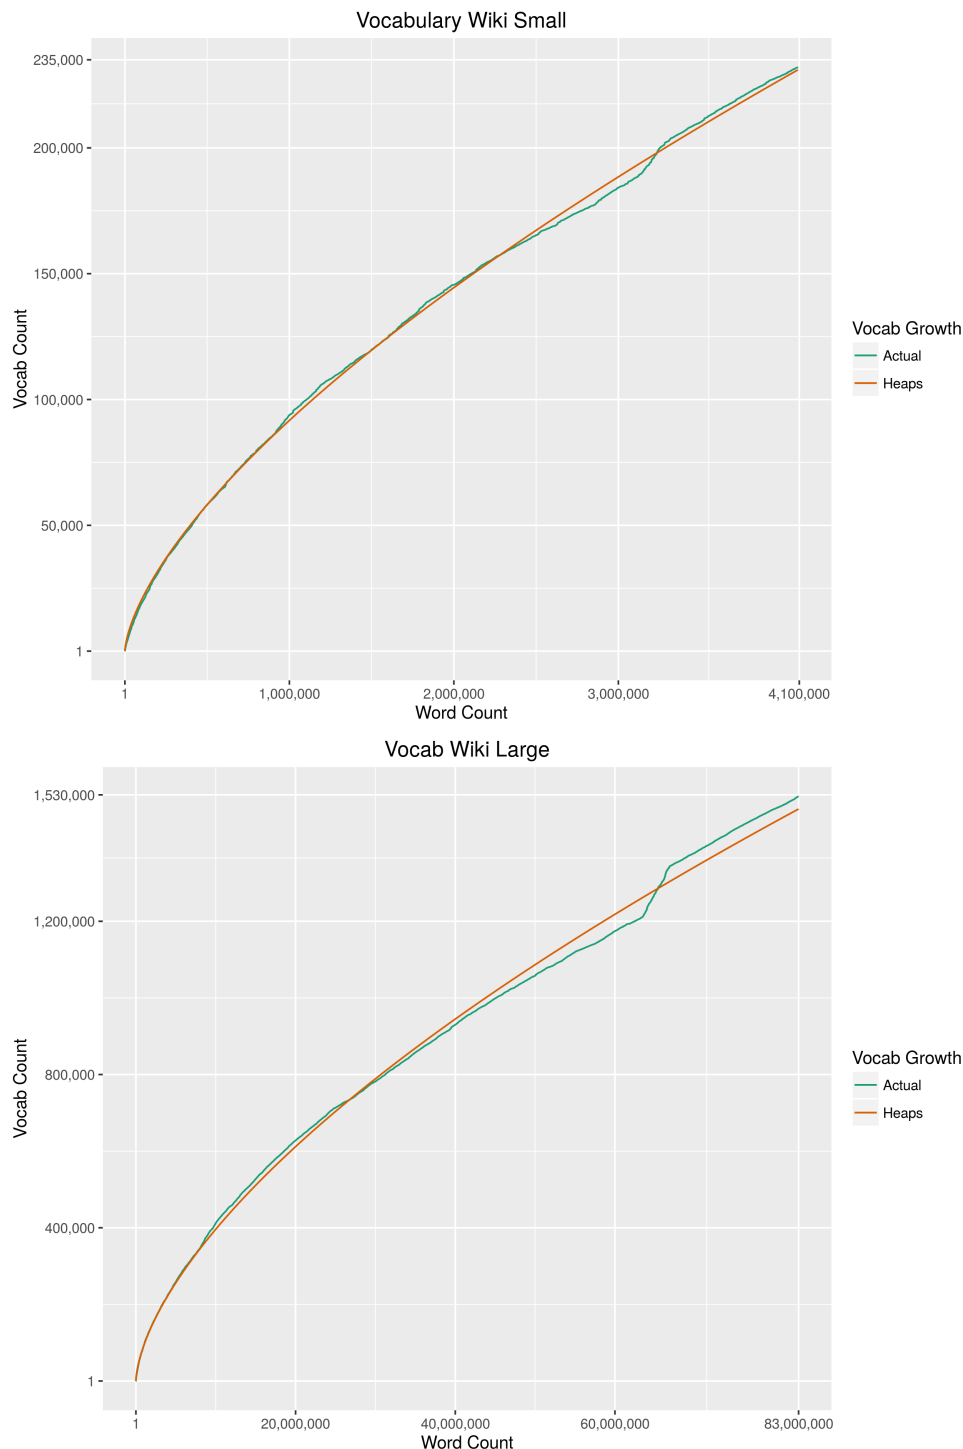 Vocabulary Wiki Small
235,000
200,000
150,000
100,000
50,000
1
Vocab Count
1
1,000,000
2,000,000
3,000,000
4,100,000
Word Count
Vocab Growth
Actual
Heaps
Vocab Wiki Large
1,530,000
1,200,000
800,000
400,000
1
Vocab Count
1
20,000,000
40,000,000
60,000,000
83,000,000
Word Count
Vocab Growth
Actual
Heaps